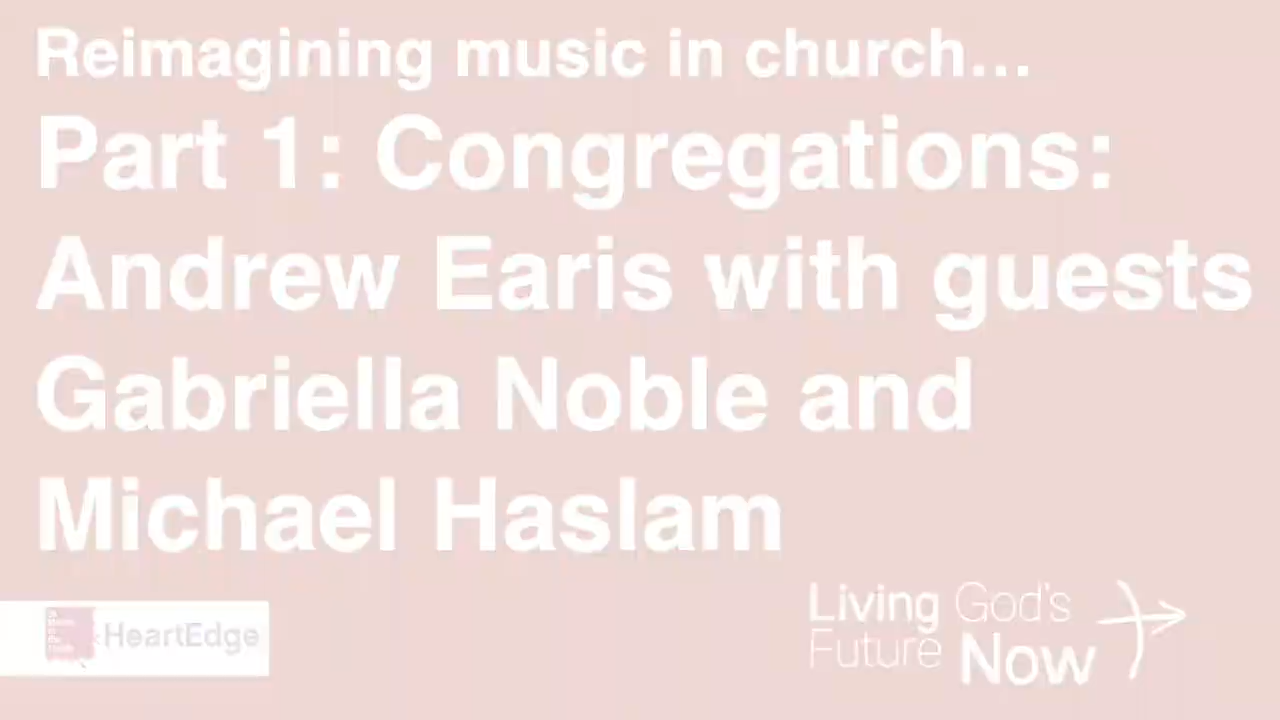 Reimagining music in church...
Part 1: Congregations:
Andrew Earis with guests
Gabriella Noble and
Michael Haslam
HeartEdge
Living God's
Future Now